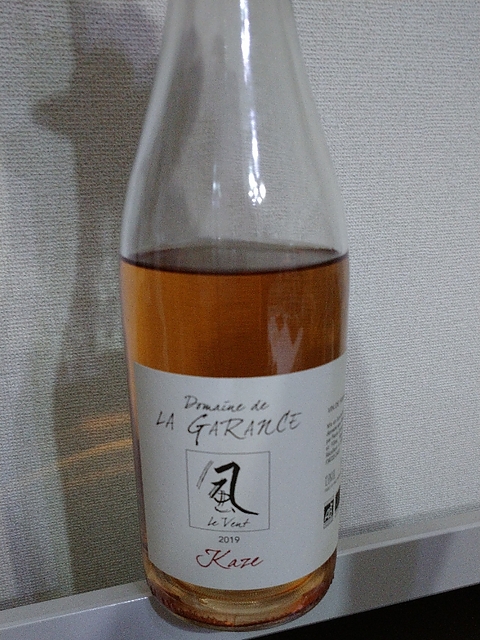 Domaine de
LA GARANCE
風
Le Vent
2019
Kaze